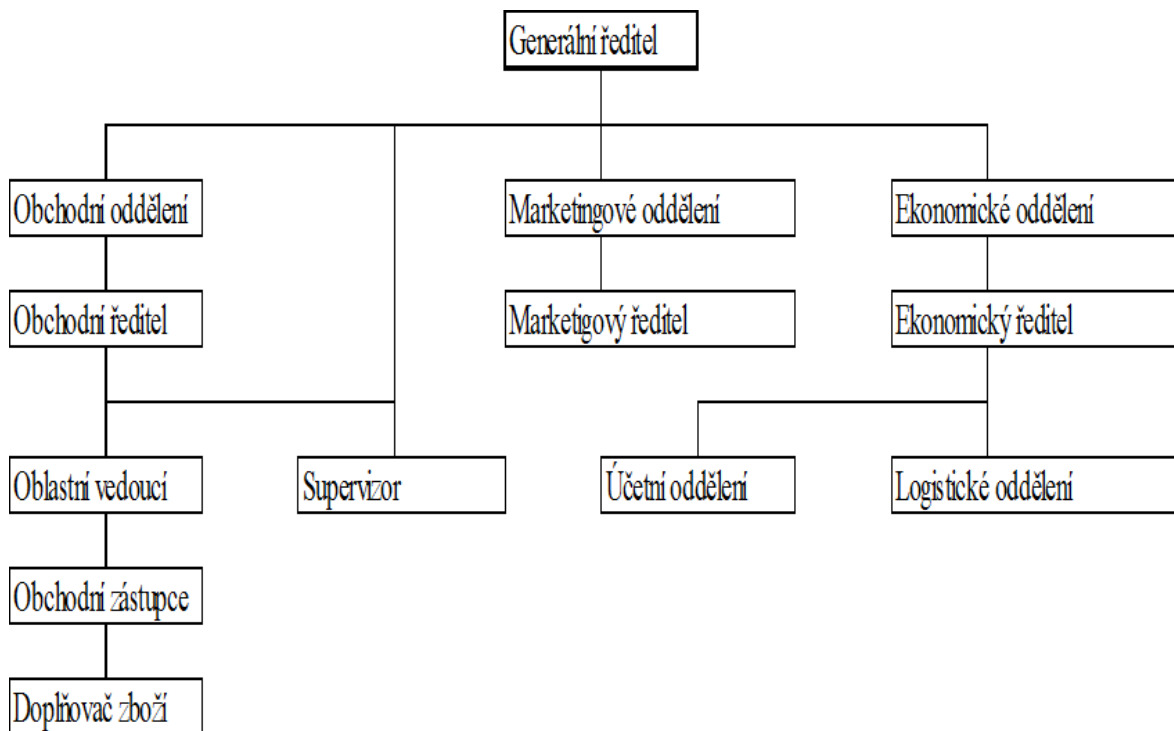 Generální ředitel
Obchodní oddělení
Marketingové oddělení
Ekonomické oddělení
Obchodní ředitel
Marketigový ředitel
Ekonomický ředitel
Oblastní vedoucí
Supervizor
Účetní oddělení
Logistické oddělení
Obchodní zástupce
Doplňovač zboží